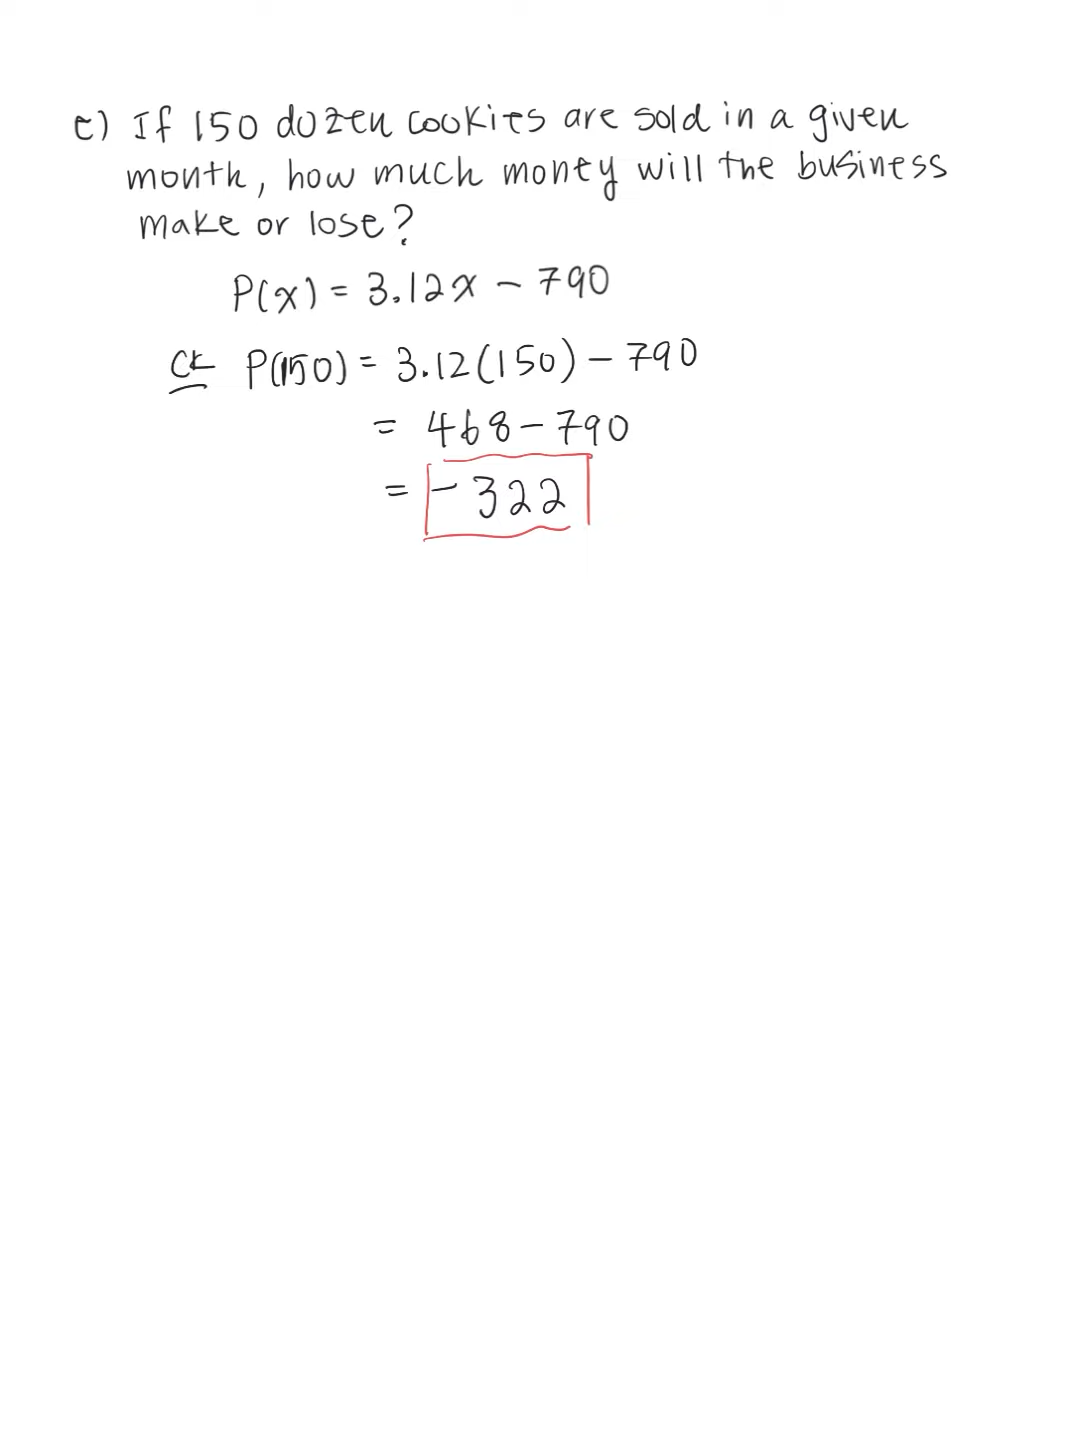 e) If 150 dozen cookies are sold in a given
month, how much money will the business
make or lose?
P(x) = 3.12x - 790
CK P(150) = 3.12(150) - 790
= 468 - 790
= -322